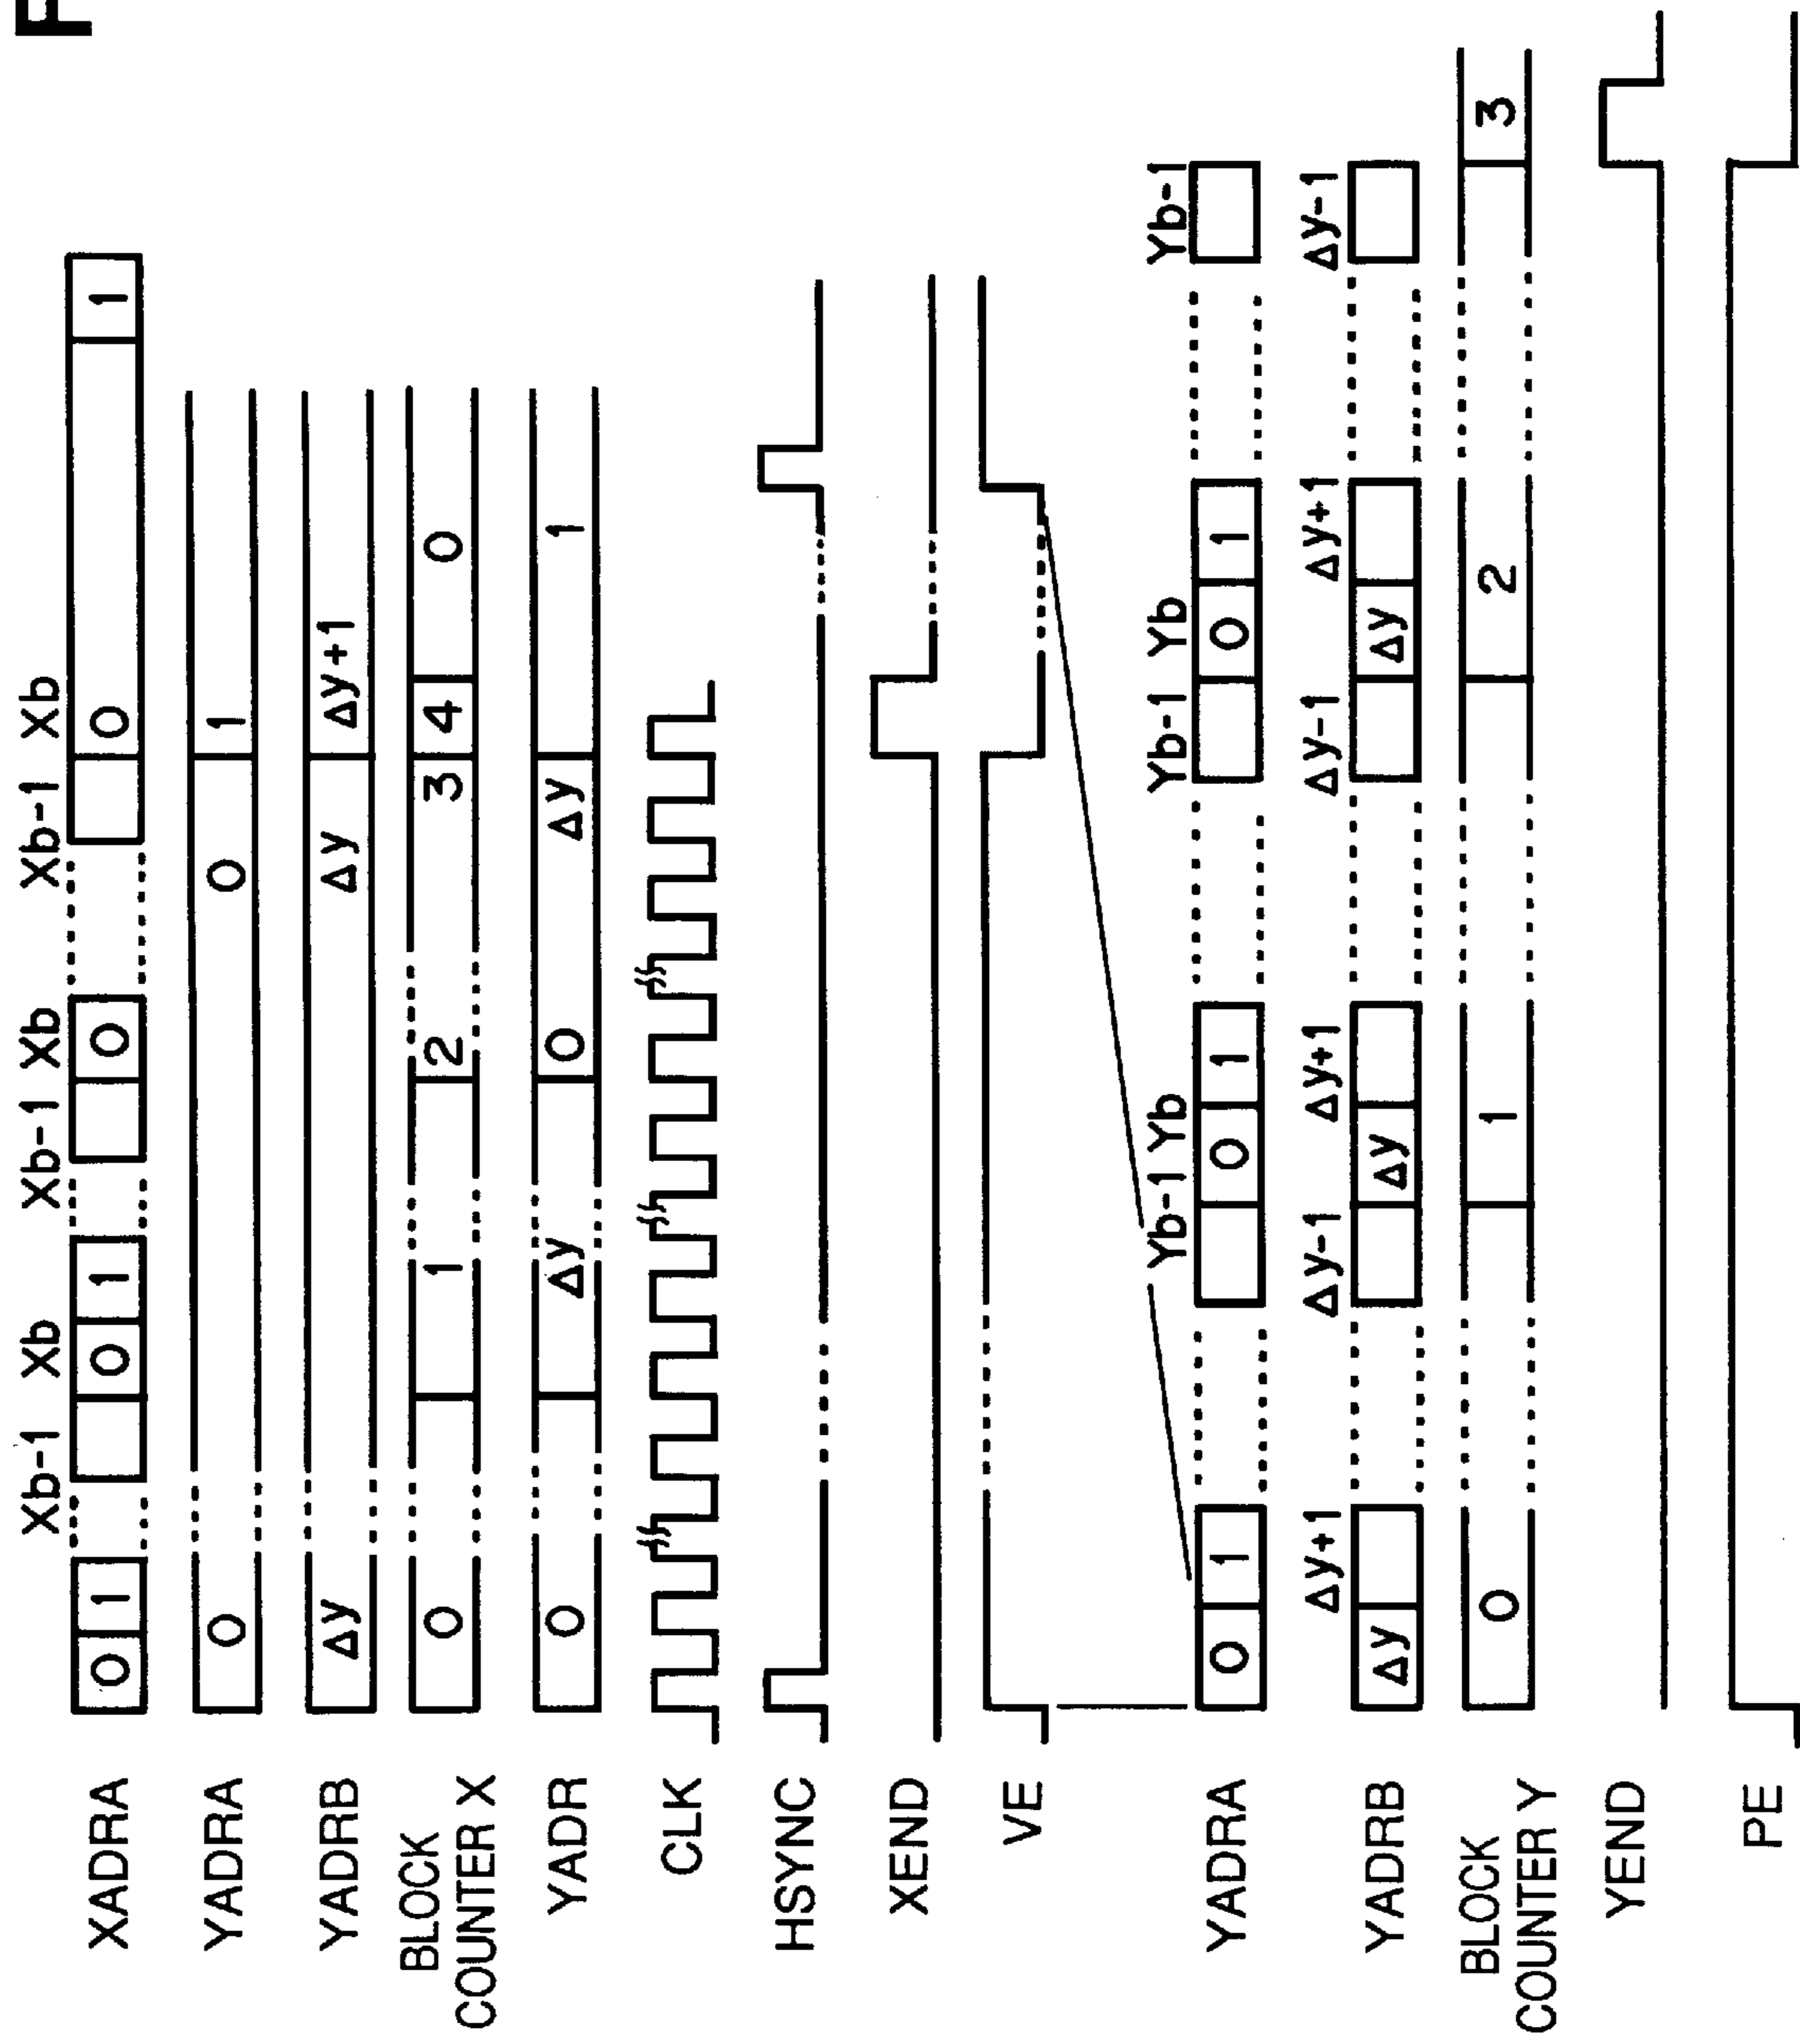 F
Xb-1 Xb Xb-1 Xb Xb-1 Xb
XADRA 0 1 0 1 0 0 1
YADRA 0 0 1
YADRB Δy Δy Δy+1
BLOCK COUNTER X 0 1 2 3 4 0
YADR 0 Δy 0 Δy 1
CLK
HSYNC
XEND
VE
Yb-1 Yb Yb-1 Yb Yb-1
YADRA 0 1 0 1 0 1
Δy+1 Δy-1 Δy+1 Δy-1 Δy+1 Δy-1
YADRB Δy Δy Δy
BLOCK COUNTER Y 0 1 2 3
YEND
PE